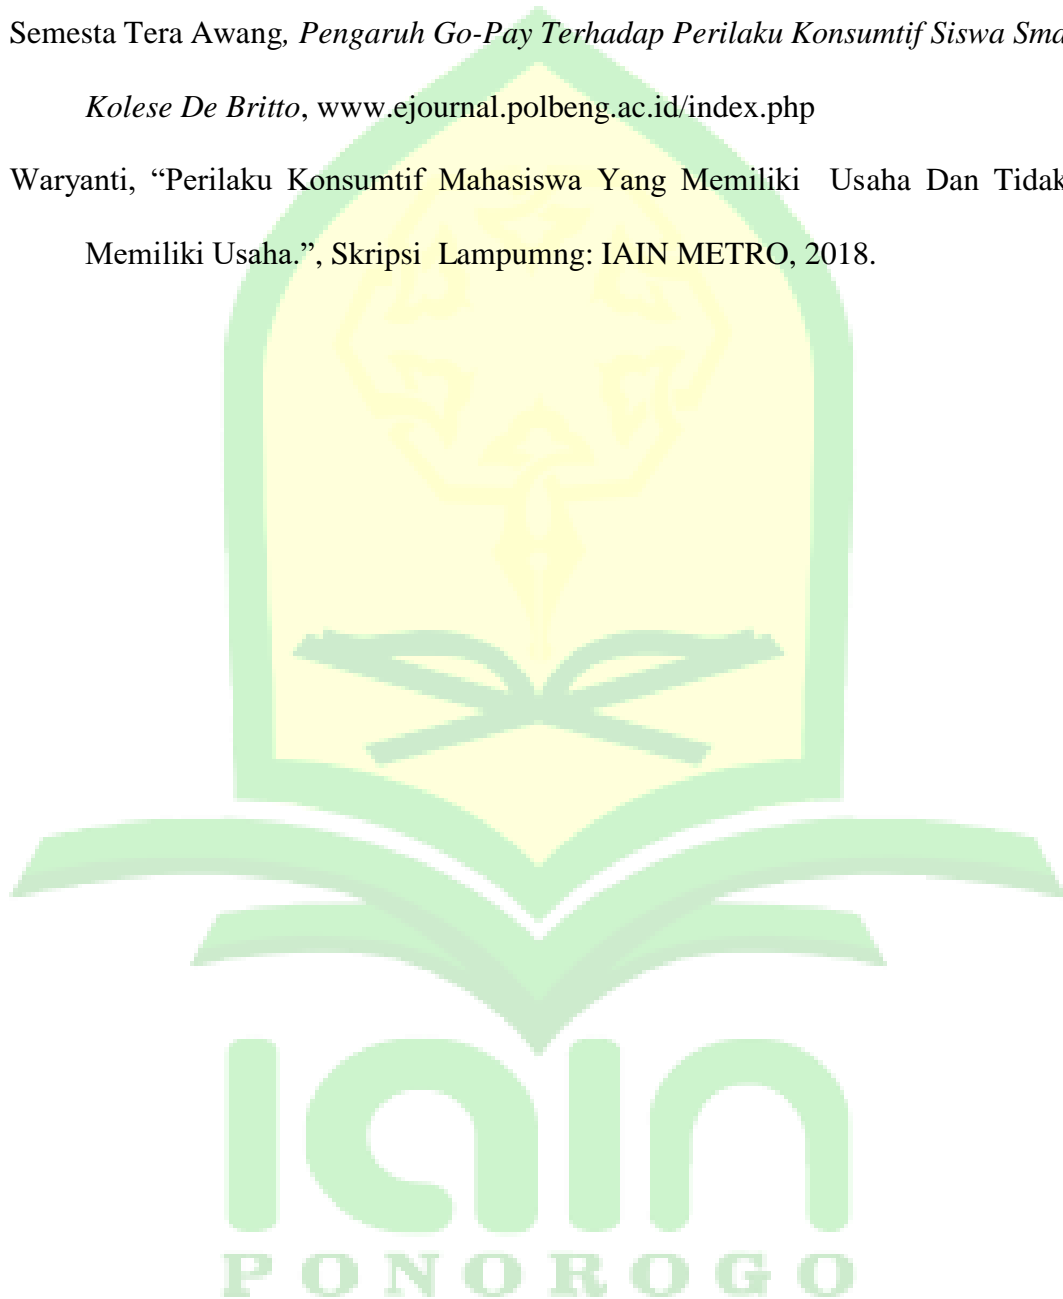 Semesta Tera Awang, Pengaruh Go-Pay Terhadap Perilaku Konsumtif Siswa Sma
Kolese De Britto, www.ejournal.polbeng.ac.id/index.php
Waryanti, “Perilaku Konsumtif Mahasiswa Yang Memiliki Usaha Dan Tidak
Memiliki Usaha.”, Skripsi Lampumng: IAIN METRO, 2018.
iain
PONOROGO